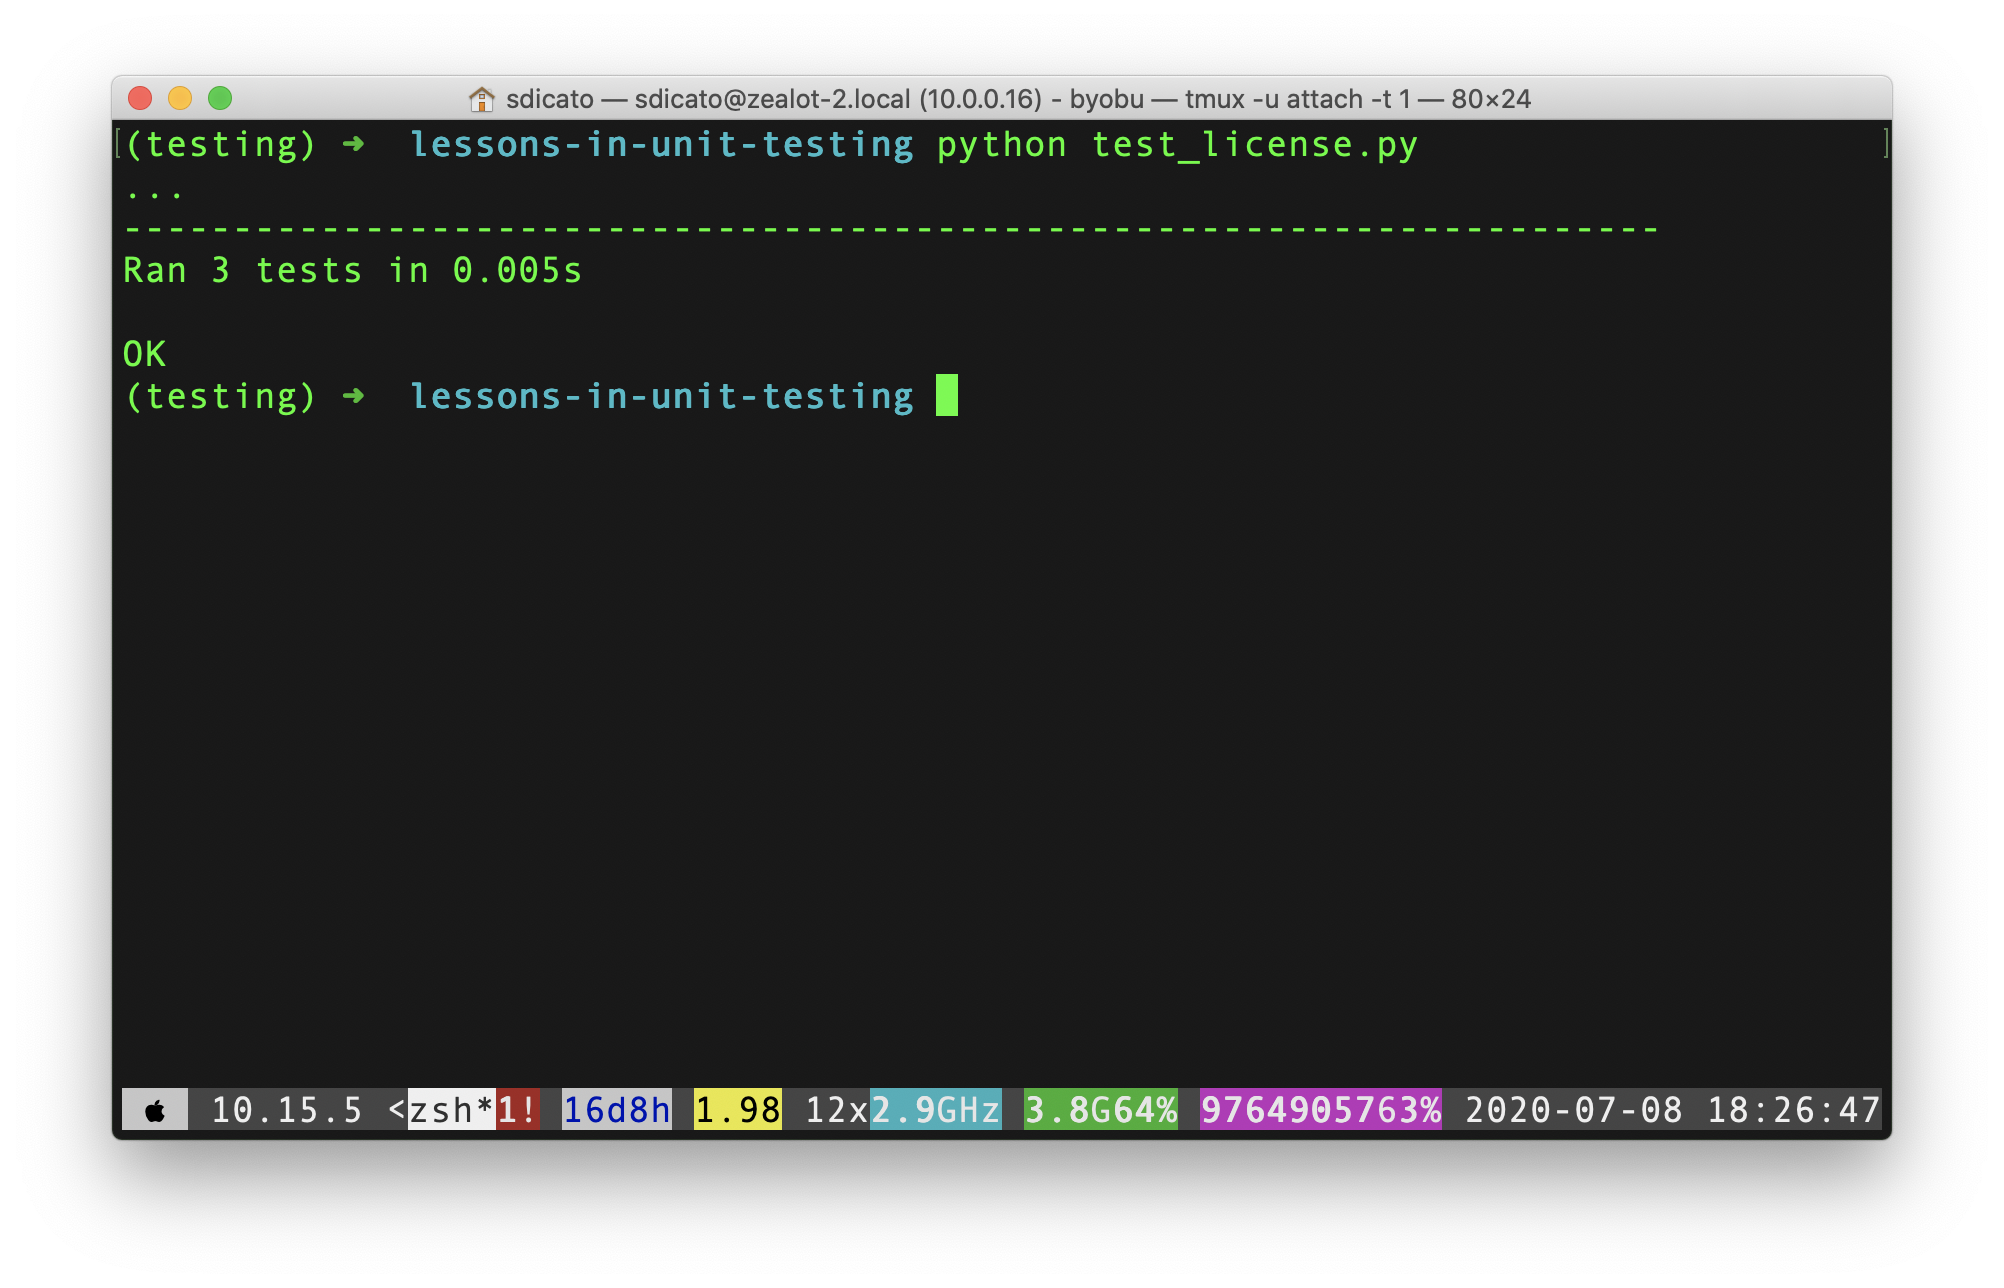 sdicato — sdicato@zealot-2.local (10.0.0.16) - byobu — tmux -u attach -t 1 — 80×24
[(testing) ➜  lessons-in-unit-testing python test_license.py ]
...
----------------------------------------------------------------------
Ran 3 tests in 0.005s
OK
(testing) ➜  lessons-in-unit-testing
10.15.5 <zsh*1! 16d8h 1.98 12x2.9GHz 3.8G64% 9764905763% 2020-07-08 18:26:47